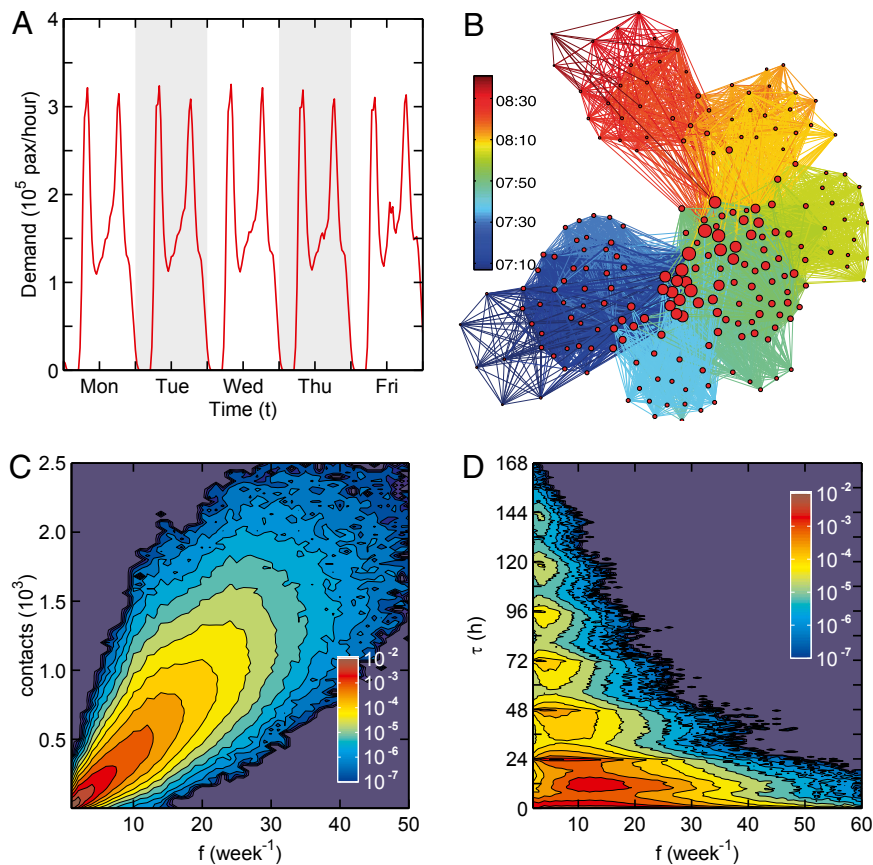 A
Demand (10⁵ pax/hour)
4
3
2
1
0
Mon Tue Wed Thu Fri
Time (t)
B
08:30
08:10
07:50
07:30
07:10
C
contacts (10³)
2.5
2.0
1.5
1.0
0.5
10 20 30 40 50
f (week⁻¹)
10⁻²
10⁻³
10⁻⁴
10⁻⁵
10⁻⁶
10⁻⁷
D
τ (h)
168
144
120
96
72
48
24
0
10 20 30 40 50 60
f (week⁻¹)
10⁻²
10⁻³
10⁻⁴
10⁻⁵
10⁻⁶
10⁻⁷